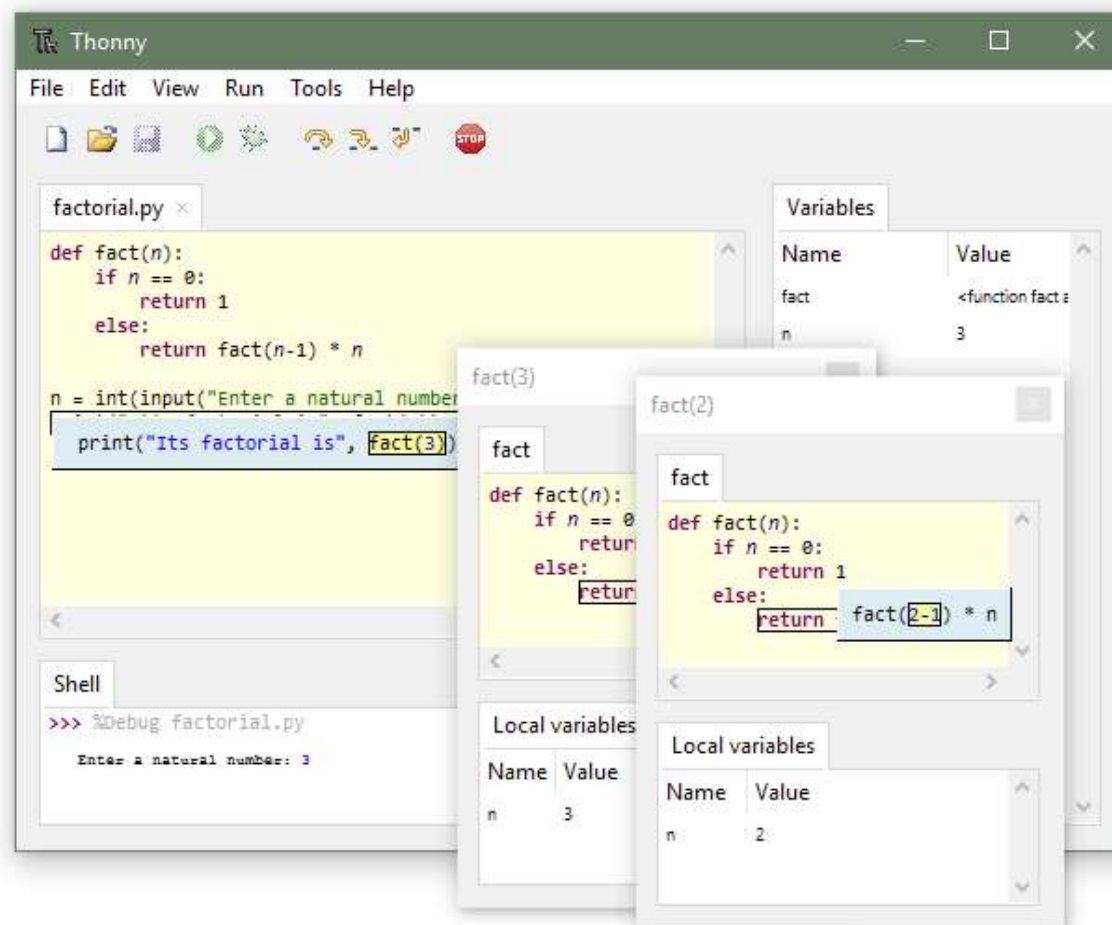 Thonny
File Edit View Run Tools Help
STOP
factorial.py
def fact(n):
    if n == 0:
        return 1
    else:
        return fact(n-1) * n
n = int(input("Enter a natural number
print("Its factorial is", fact(3))
Shell
>>> %Debug factorial.py
Enter a natural number: 3
Variables
Name Value
fact <function fact a
n 3
fact(3)
fact
def fact(n):
    if n == 0
        retur
    else:
        retur
Local variables
Name Value
n 3
fact(2)
fact
def fact(n):
    if n == 0:
        return 1
    else:
        return fact(2-1) * n
Local variables
Name Value
n 2